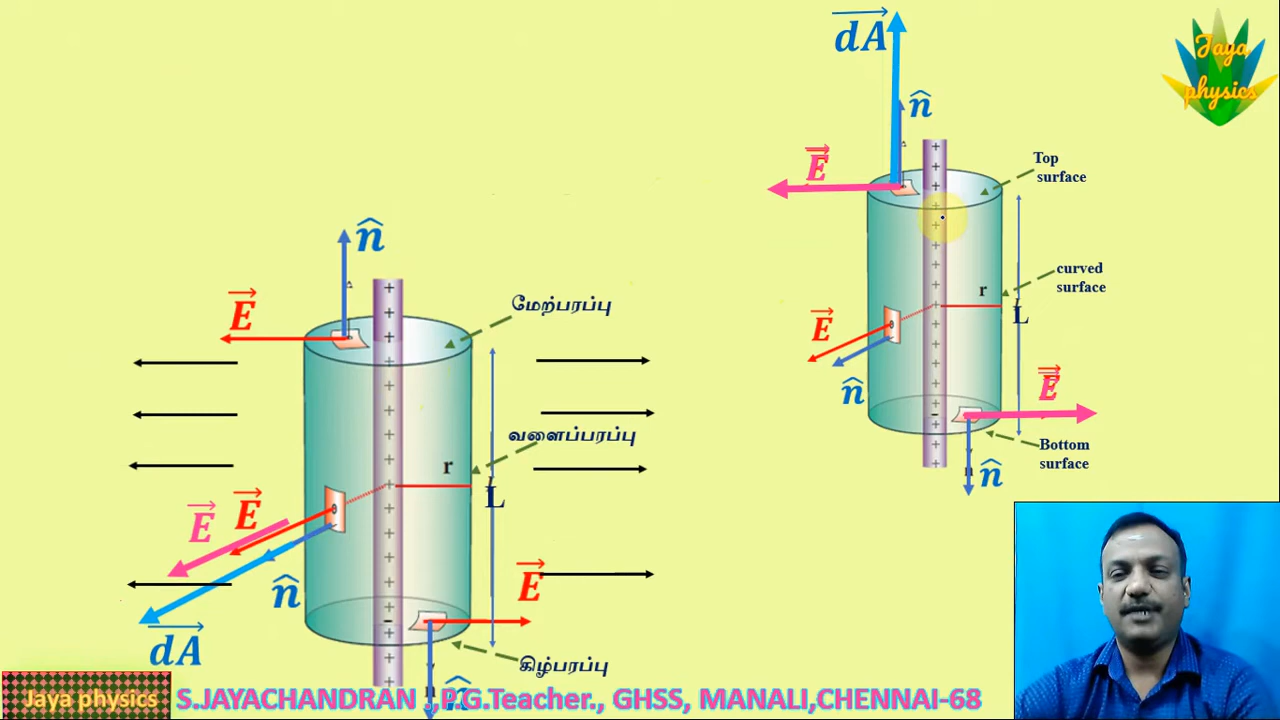 dA
n̂
E
Top
surface
curved
surface
r
L
E
n̂
E
Bottom
surface
n̂
Jaya
physics
n̂
E
மேற்பரப்பு
வளைப்பரப்பு
r
L
E
E
n̂
dA
E
கிழ்பரப்பு
n̂
Jaya physics
S.JAYACHANDRAN . P.G.Teacher., GHSS, MANALI,CHENNAI-68